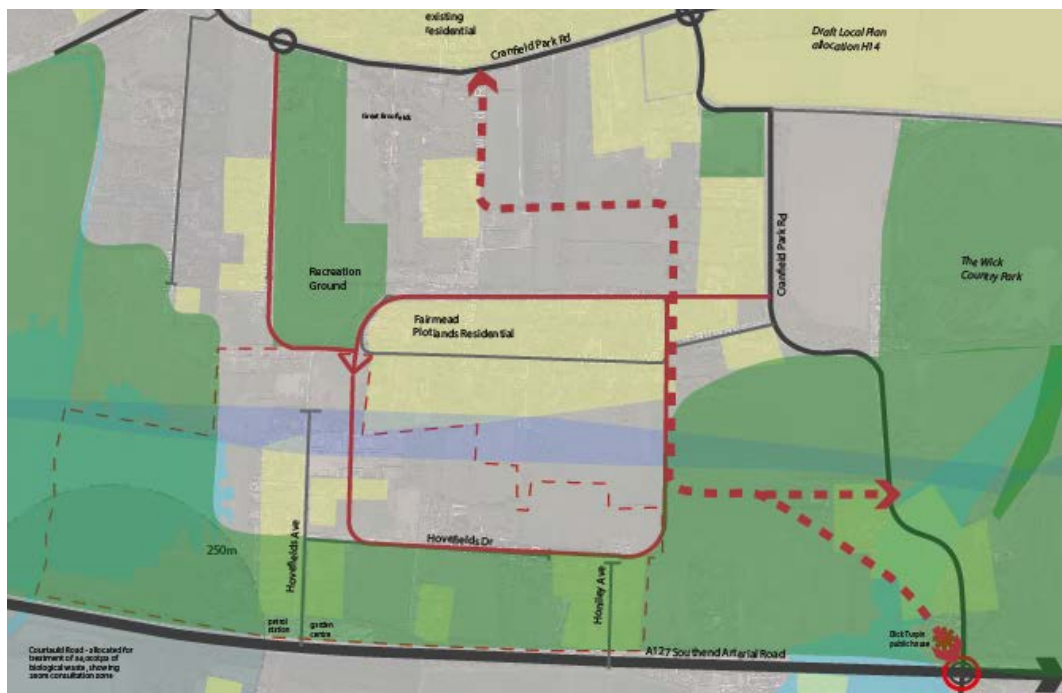 existing
residential
Cranfield Park Rd
Draft Local Plan
allocation H14
Cranfield Park Rd
The Wick
Country Park
Recreation
Ground
Fairmead
Plotlands Residential
250m
Hovefields Ave
Hovefields Dr
Honiley Ave
petrol
station
garden
centre
Dick Turpin
public house
A127 Southend Arterial Road
Courtauld Road - allocated for
treatment of
biological waste, showing
consultation zone